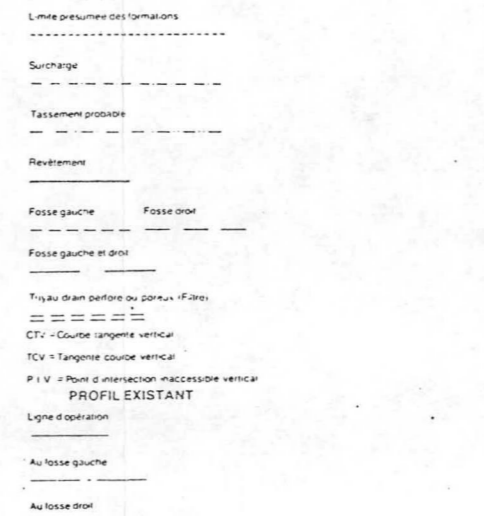 Limite presumee des formations
Surcharge
Tassement probable
Revêtement
Fosse gauche Fosse droit
Fosse gauche et droit
Tuyau drain perfore ou poreux (Filtre)
CTV = Courbe tangente vertical
TCV = Tangente courbe vertical
P I V = Point d intersection inaccessible vertical
PROFIL EXISTANT
Ligne d opération
Au fosse gauche
Au fosse droit